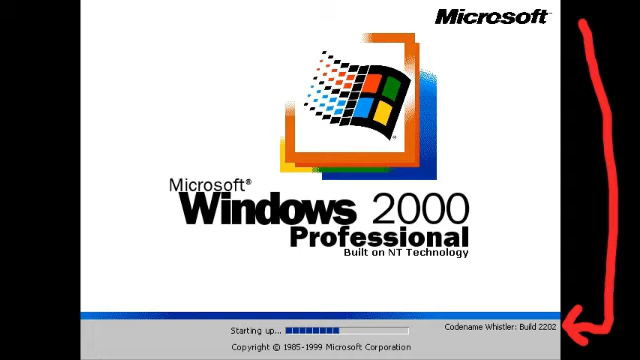 Microsoft
Microsoft®
Windows 2000
Professional
Built on NT Technology
Codename Whistler: Build 2202
Starting up...
Copyright © 1985-1999 Microsoft Corporation